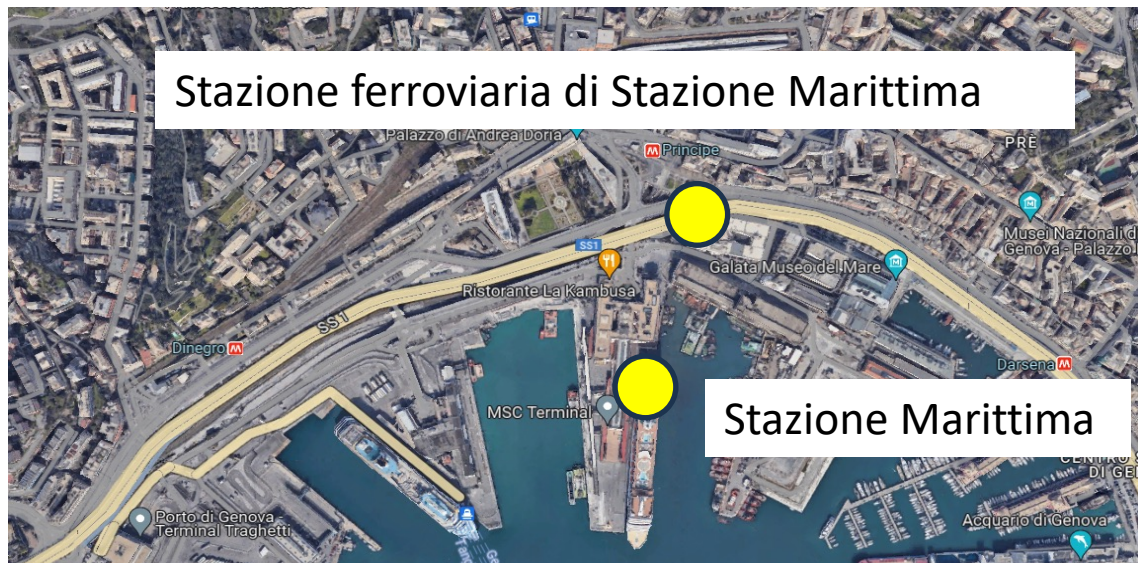 Stazione ferroviaria di Stazione Marittima
Palazzo di Andrea Doria
Principe
PRÈ
Musei Nazionali d
Genova - Palazzo
SS1
Galata Museo del Mare
Ristorante La Kambusa
SS1
Dinegro
Darsena
MSC Terminal
Stazione Marittima
CENTRO S
DI GE
Porto di Genova -
Terminal Traghetti
Acquario di Genova